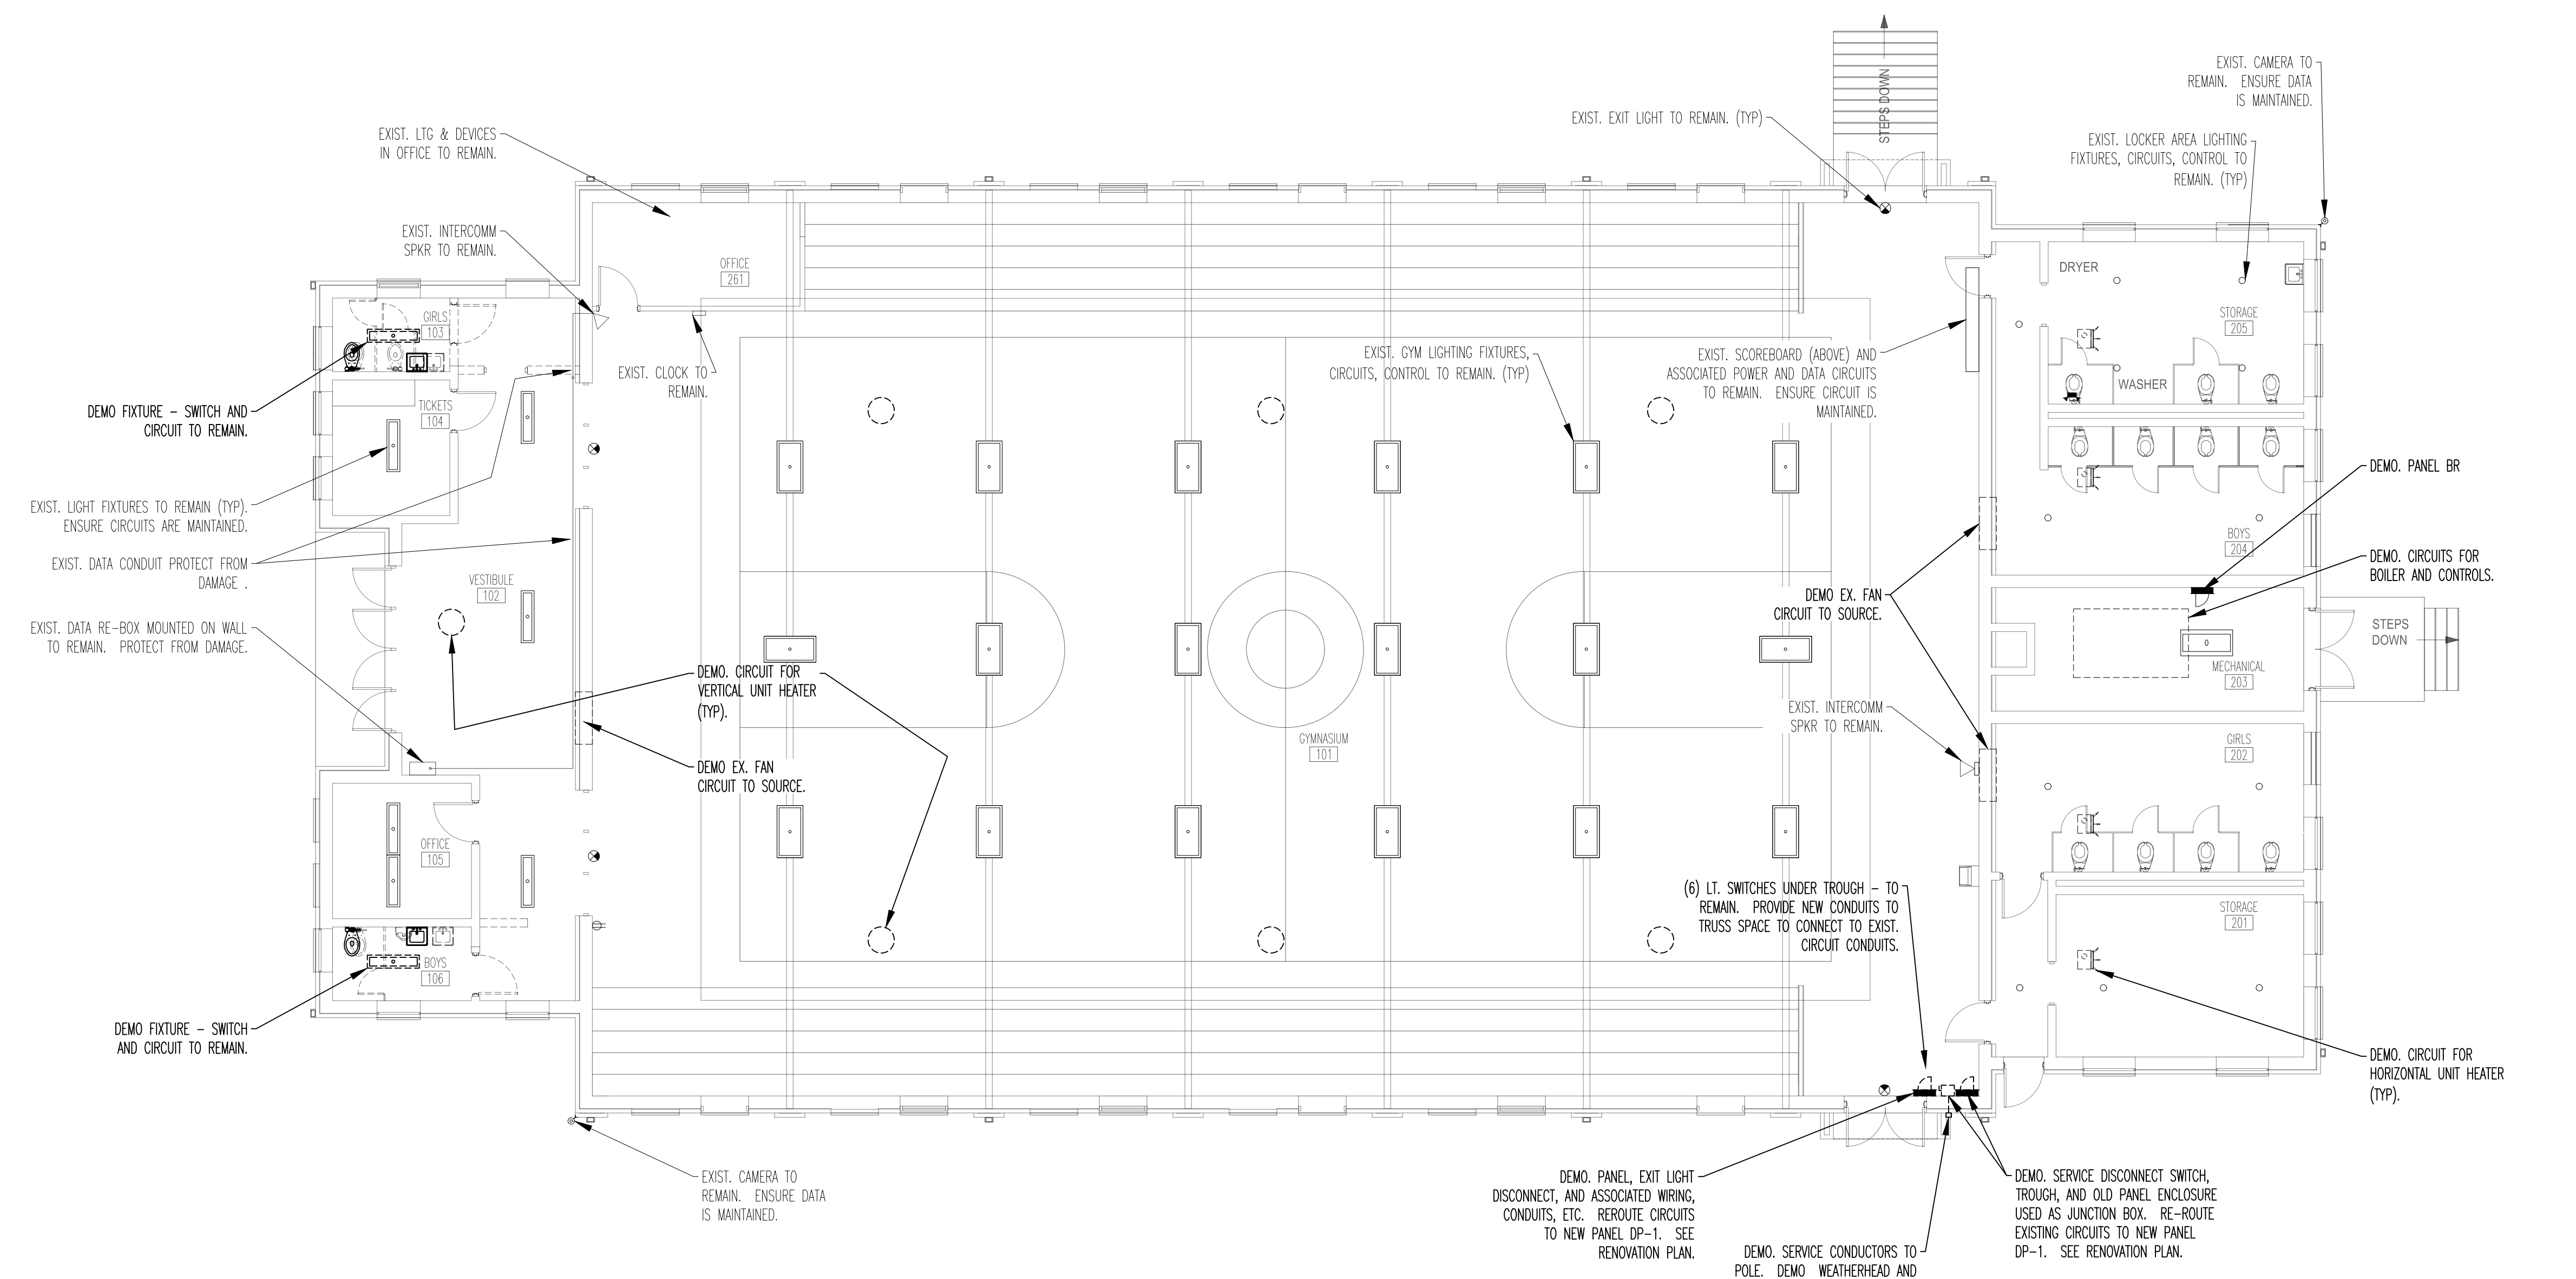 STEPS DOWN
EXIST. CAMERA TO
REMAIN. ENSURE DATA
IS MAINTAINED.
EXIST. EXIT LIGHT TO REMAIN. (TYP)
EXIST. LTG & DEVICES
IN OFFICE TO REMAIN.
EXIST. LOCKER AREA LIGHTING
FIXTURES, CIRCUITS, CONTROL TO
REMAIN. (TYP)
EXIST. INTERCOMM
SPKR TO REMAIN.
OFFICE
261
DRYER
STORAGE
205
GIRLS
103
EXIST. CLOCK TO
REMAIN.
EXIST. GYM LIGHTING FIXTURES,
CIRCUITS, CONTROL TO REMAIN. (TYP)
EXIST. SCOREBOARD (ABOVE) AND
ASSOCIATED POWER AND DATA CIRCUITS
TO REMAIN. ENSURE CIRCUIT IS
MAINTAINED.
WASHER
DEMO FIXTURE - SWITCH AND
CIRCUIT TO REMAIN.
TICKETS
104
DEMO. PANEL BR
EXIST. LIGHT FIXTURES TO REMAIN (TYP).
ENSURE CIRCUITS ARE MAINTAINED.
BOYS
204
EXIST. DATA CONDUIT PROTECT FROM
DAMAGE .
DEMO. CIRCUITS FOR
BOILER AND CONTROLS.
VESTIBULE
102
DEMO EX. FAN
CIRCUIT TO SOURCE.
EXIST. DATA RE-BOX MOUNTED ON WALL
TO REMAIN. PROTECT FROM DAMAGE.
STEPS
DOWN
MECHANICAL
203
DEMO. CIRCUIT FOR
VERTICAL UNIT HEATER
(TYP).
EXIST. INTERCOMM
SPKR TO REMAIN.
GYMNASIUM
101
GIRLS
202
DEMO EX. FAN
CIRCUIT TO SOURCE.
OFFICE
105
(6) LT. SWITCHES UNDER TROUGH - TO
REMAIN. PROVIDE NEW CONDUITS TO
TRUSS SPACE TO CONNECT TO EXIST.
CIRCUIT CONDUITS.
STORAGE
201
BOYS
106
DEMO FIXTURE - SWITCH
AND CIRCUIT TO REMAIN.
DEMO. CIRCUIT FOR
HORIZONTAL UNIT HEATER
(TYP).
EXIST. CAMERA TO
REMAIN. ENSURE DATA
IS MAINTAINED.
DEMO. PANEL, EXIT LIGHT
DISCONNECT, AND ASSOCIATED WIRING,
CONDUITS, ETC. REROUTE CIRCUITS
TO NEW PANEL DP-1. SEE
RENOVATION PLAN.
DEMO. SERVICE DISCONNECT SWITCH,
TROUGH, AND OLD PANEL ENCLOSURE
USED AS JUNCTION BOX. RE-ROUTE
EXISTING CIRCUITS TO NEW PANEL
DP-1. SEE RENOVATION PLAN.
DEMO. SERVICE CONDUCTORS TO
POLE. DEMO WEATHERHEAD AND